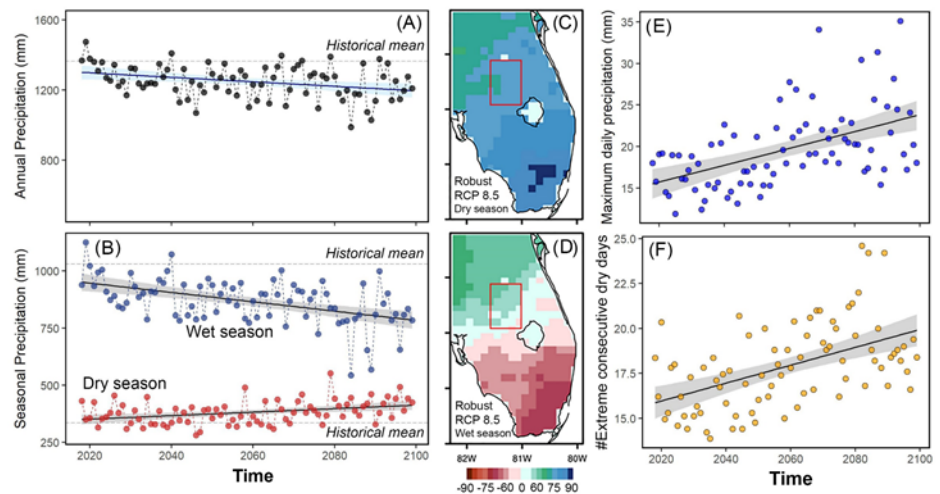 (A)
Historical mean
Annual Precipitation (mm)
1600
1200
800
(B)
Historical mean
Wet season
Dry season
Historical mean
Seasonal Precipitation (mm)
1000
750
500
250
2020 2040 2060 2080 2100
Time
(C)
Robust
RCP 8.5
Dry season
(D)
Robust
RCP 8.5
Wet season
82W 81W 80W
-90 -75 -60 0 60 75 90
(E)
Maximum daily precipitation (mm)
35
30
25
20
15
(F)
#Extreme consecutive dry days
25.0
22.5
20.0
17.5
15.0
2020 2040 2060 2080 2100
Time